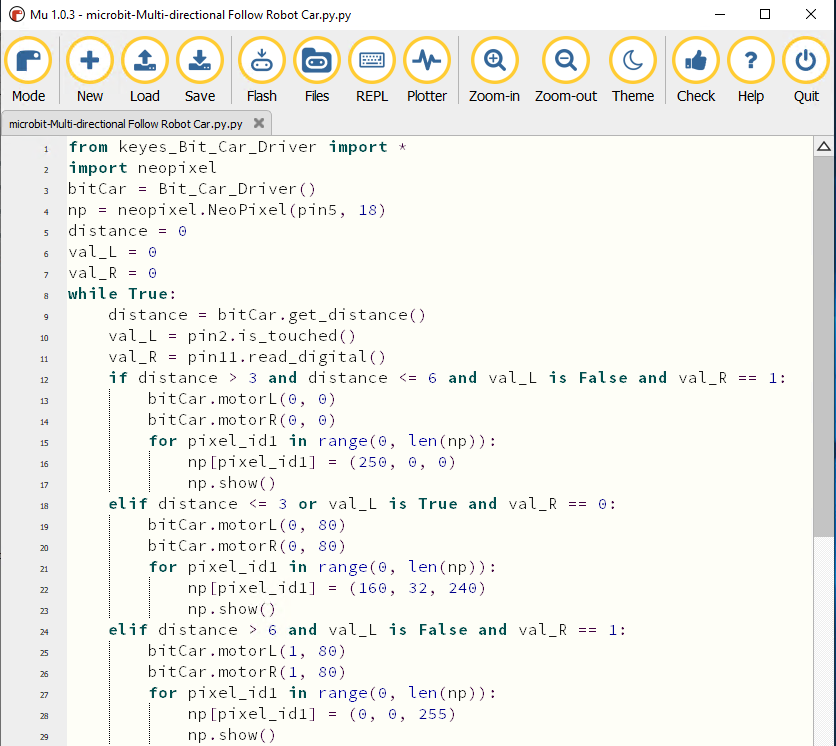 Mu 1.0.3 - microbit-Multi-directional Follow Robot Car.py.py
Mode New Load Save Flash Files REPL Plotter Zoom-in Zoom-out Theme Check Help Quit
microbit-Multi-directional Follow Robot Car.py.py
1 from keyes_Bit_Car_Driver import *
2 import neopixel
3 bitCar = Bit_Car_Driver()
4 np = neopixel.NeoPixel(pin5, 18)
5 distance = 0
6 val_L = 0
7 val_R = 0
8 while True:
9     distance = bitCar.get_distance()
10     val_L = pin2.is_touched()
11     val_R = pin11.read_digital()
12     if distance > 3 and distance <= 6 and val_L is False and val_R == 1:
13         bitCar.motorL(0, 0)
14         bitCar.motorR(0, 0)
15         for pixel_id1 in range(0, len(np)):
16             np[pixel_id1] = (250, 0, 0)
17             np.show()
18     elif distance <= 3 or val_L is True and val_R == 0:
19         bitCar.motorL(0, 80)
20         bitCar.motorR(0, 80)
21         for pixel_id1 in range(0, len(np)):
22             np[pixel_id1] = (160, 32, 240)
23             np.show()
24     elif distance > 6 and val_L is False and val_R == 1:
25         bitCar.motorL(1, 80)
26         bitCar.motorR(1, 80)
27         for pixel_id1 in range(0, len(np)):
28             np[pixel_id1] = (0, 0, 255)
29             np.show()